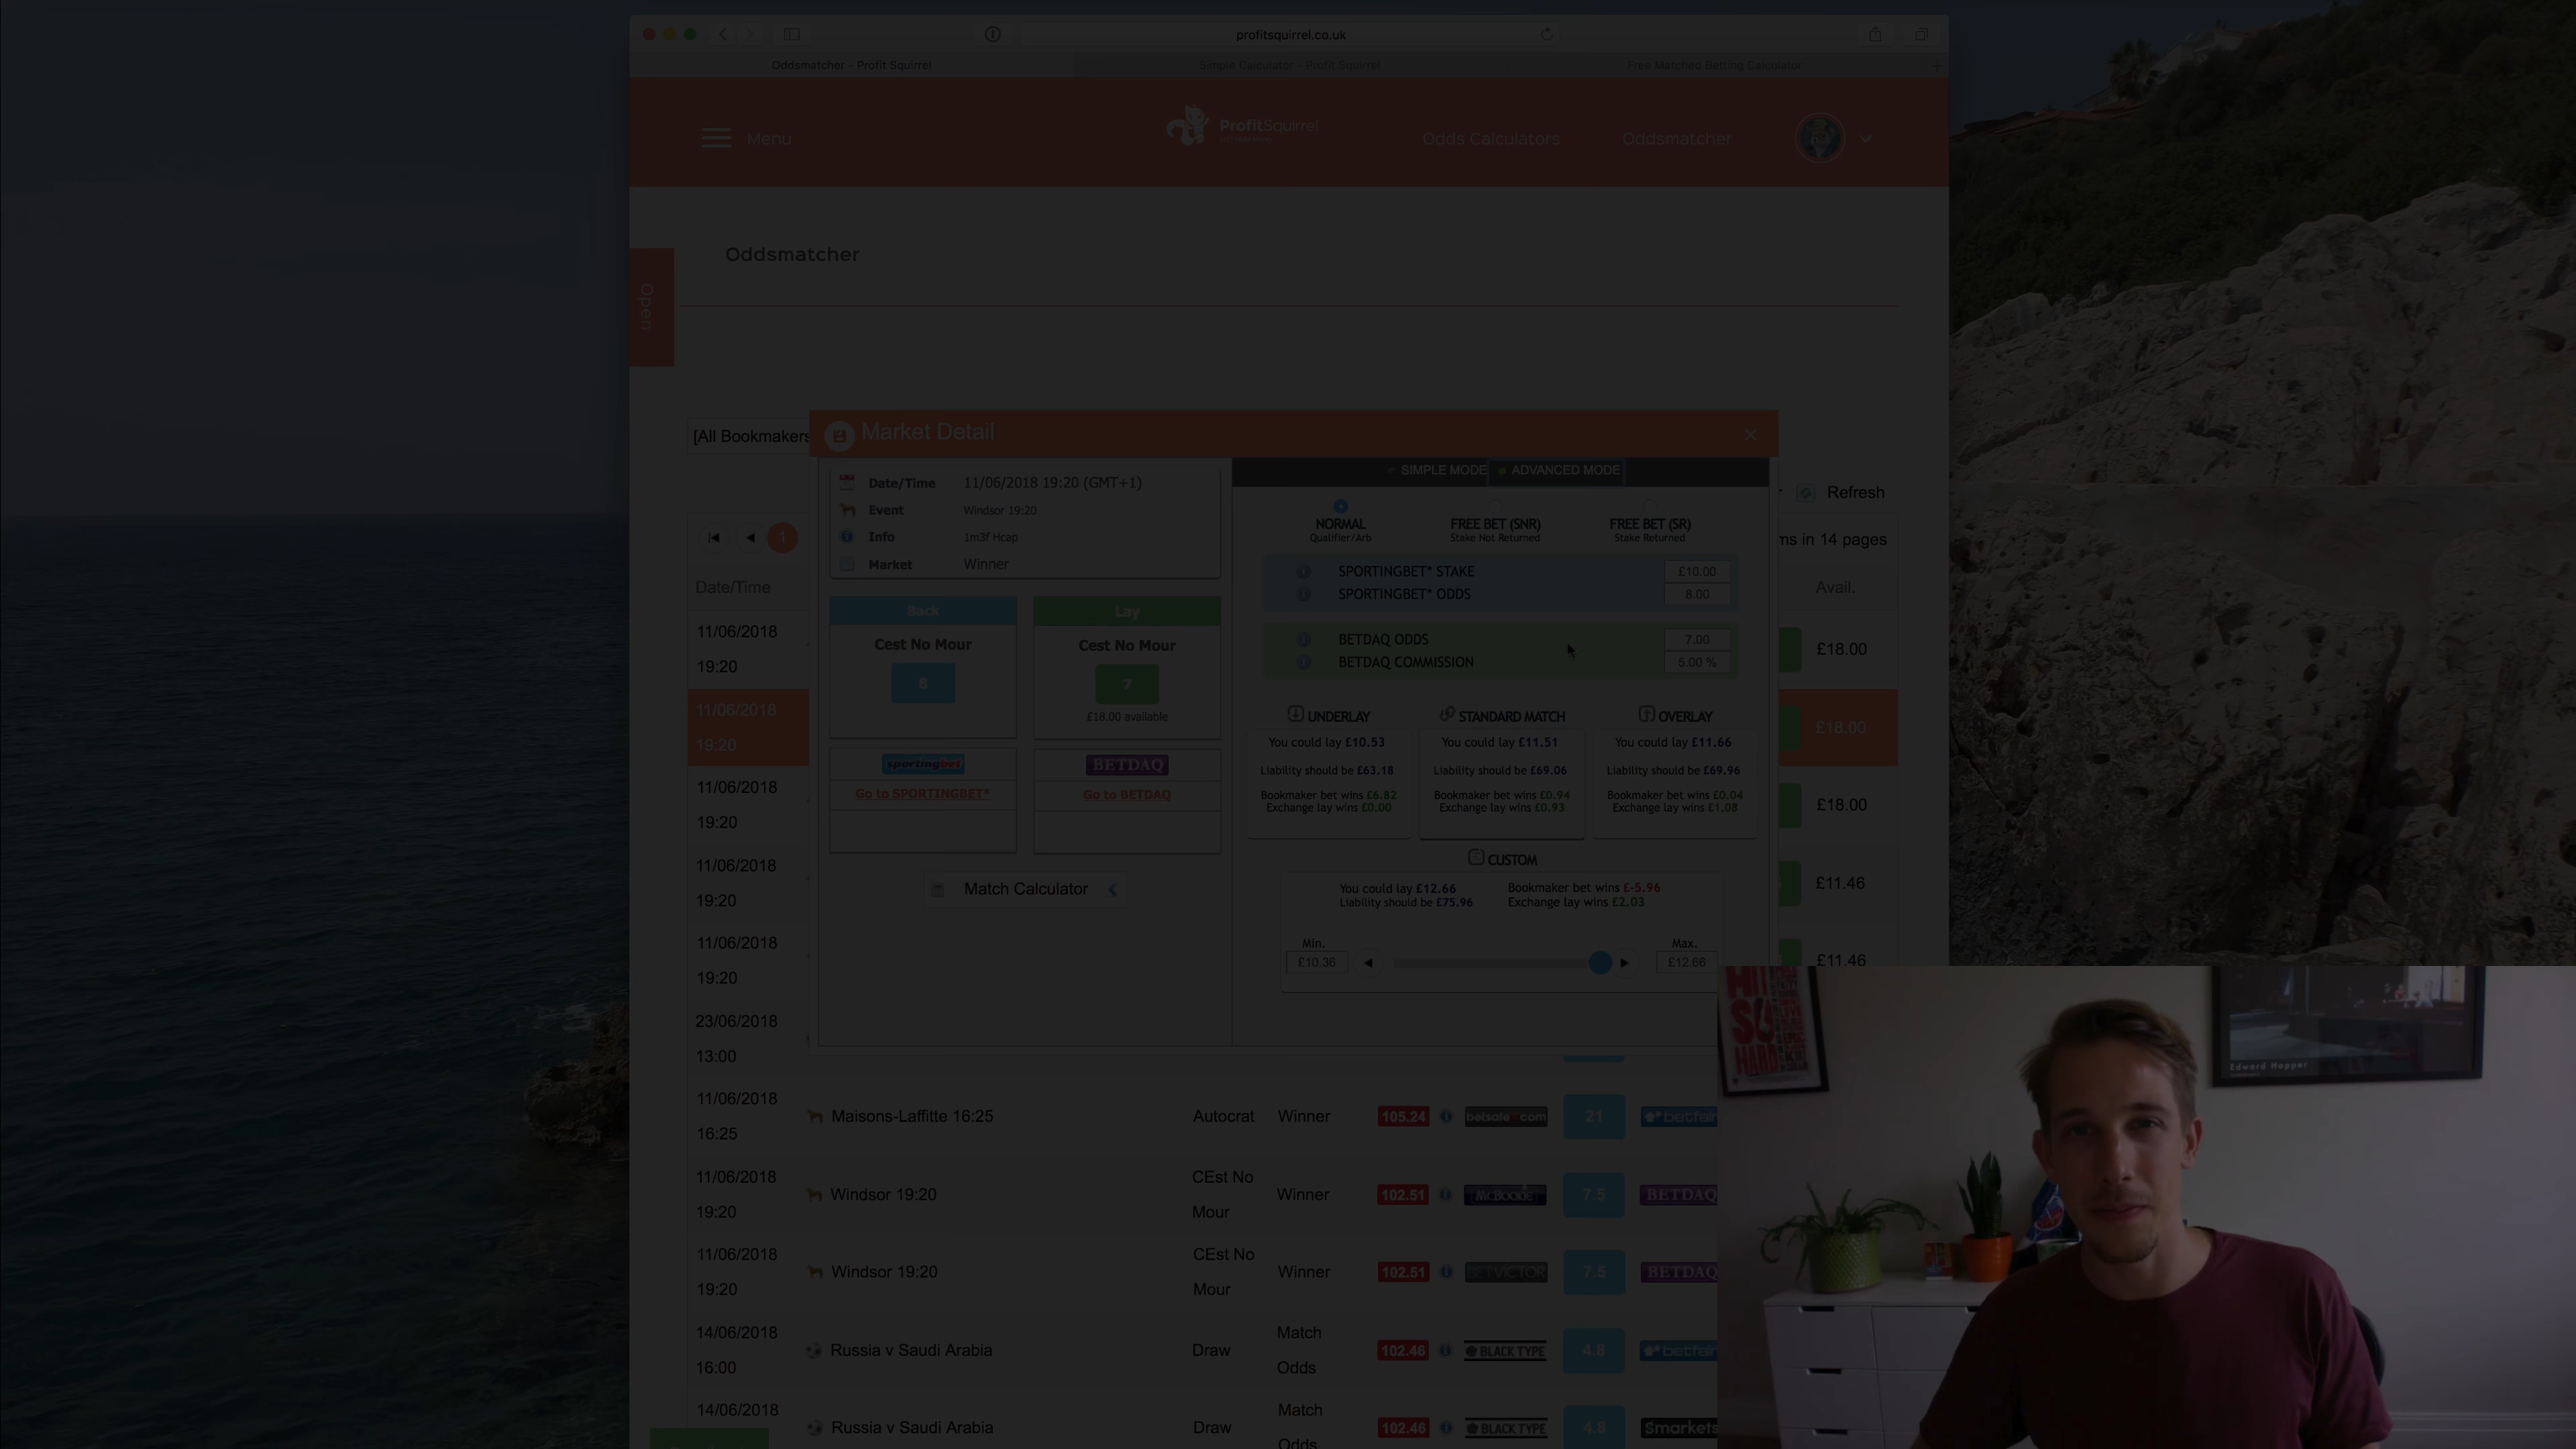 profitsquirrel.co.uk
Oddsmatcher - Profit Squirrel
Simple Calculator - Profit Squirrel
Free Matched Betting Calculator
Menu
ProfitSquirrel
Odds Calculators
Oddsmatcher
Oddsmatcher
Open
[All Bookmakers
Market Detail
SIMPLE MODE
ADVANCED MODE
Refresh
1
ms in 14 pages
Date/Time
Avail.
Date/Time 11/06/2018 19:20 (GMT+1)
Event Windsor 19:20
Info 1m3f Hcap
Market Winner
Back
Cest No Mour
8
Lay
Cest No Mour
7
£18.00 available
sportingbet
Go to SPORTINGBET*
BETDAQ
Go to BETDAQ
Match Calculator
NORMAL
Qualifier/Arb
FREE BET (SNR)
Stake Not Returned
FREE BET (SR)
Stake Returned
SPORTINGBET* STAKE £10.00
SPORTINGBET* ODDS 8.00
BETDAQ ODDS 7.00
BETDAQ COMMISSION 5.00 %
UNDERLAY
You could lay £10.53
Liability should be £63.18
Bookmaker bet wins £6.82
Exchange lay wins £0.00
STANDARD MATCH
You could lay £11.51
Liability should be £69.06
Bookmaker bet wins £0.94
Exchange lay wins £0.93
OVERLAY
You could lay £11.66
Liability should be £69.96
Bookmaker bet wins £0.04
Exchange lay wins £1.08
CUSTOM
You could lay £12.66
Liability should be £75.96
Bookmaker bet wins £-5.96
Exchange lay wins £2.03
Min.
£10.36
Max.
£12.66
11/06/2018
19:20
£18.00
11/06/2018
19:20
£18.00
11/06/2018
19:20
£18.00
11/06/2018
19:20
£11.46
11/06/2018
19:20
£11.46
23/06/2018
13:00
11/06/2018
16:25
Maisons-Laffitte 16:25 Autocrat Winner 105.24 betsafe.com 21 betfair
11/06/2018
19:20
Windsor 19:20
CEst No
Mour
Winner 102.51 McBOOKIE 7.5 BETDAQ
11/06/2018
19:20
Windsor 19:20
CEst No
Mour
Winner 102.51 BETVICTOR 7.5 BETDAQ
14/06/2018
16:00
Russia v Saudi Arabia Draw
Match
Odds
102.46 BLACK TYPE 4.8 betfair
14/06/2018
Russia v Saudi Arabia Draw
Match
Odds
102.46 BLACK TYPE 4.8 Smarkets
HARD
Edward Hopper